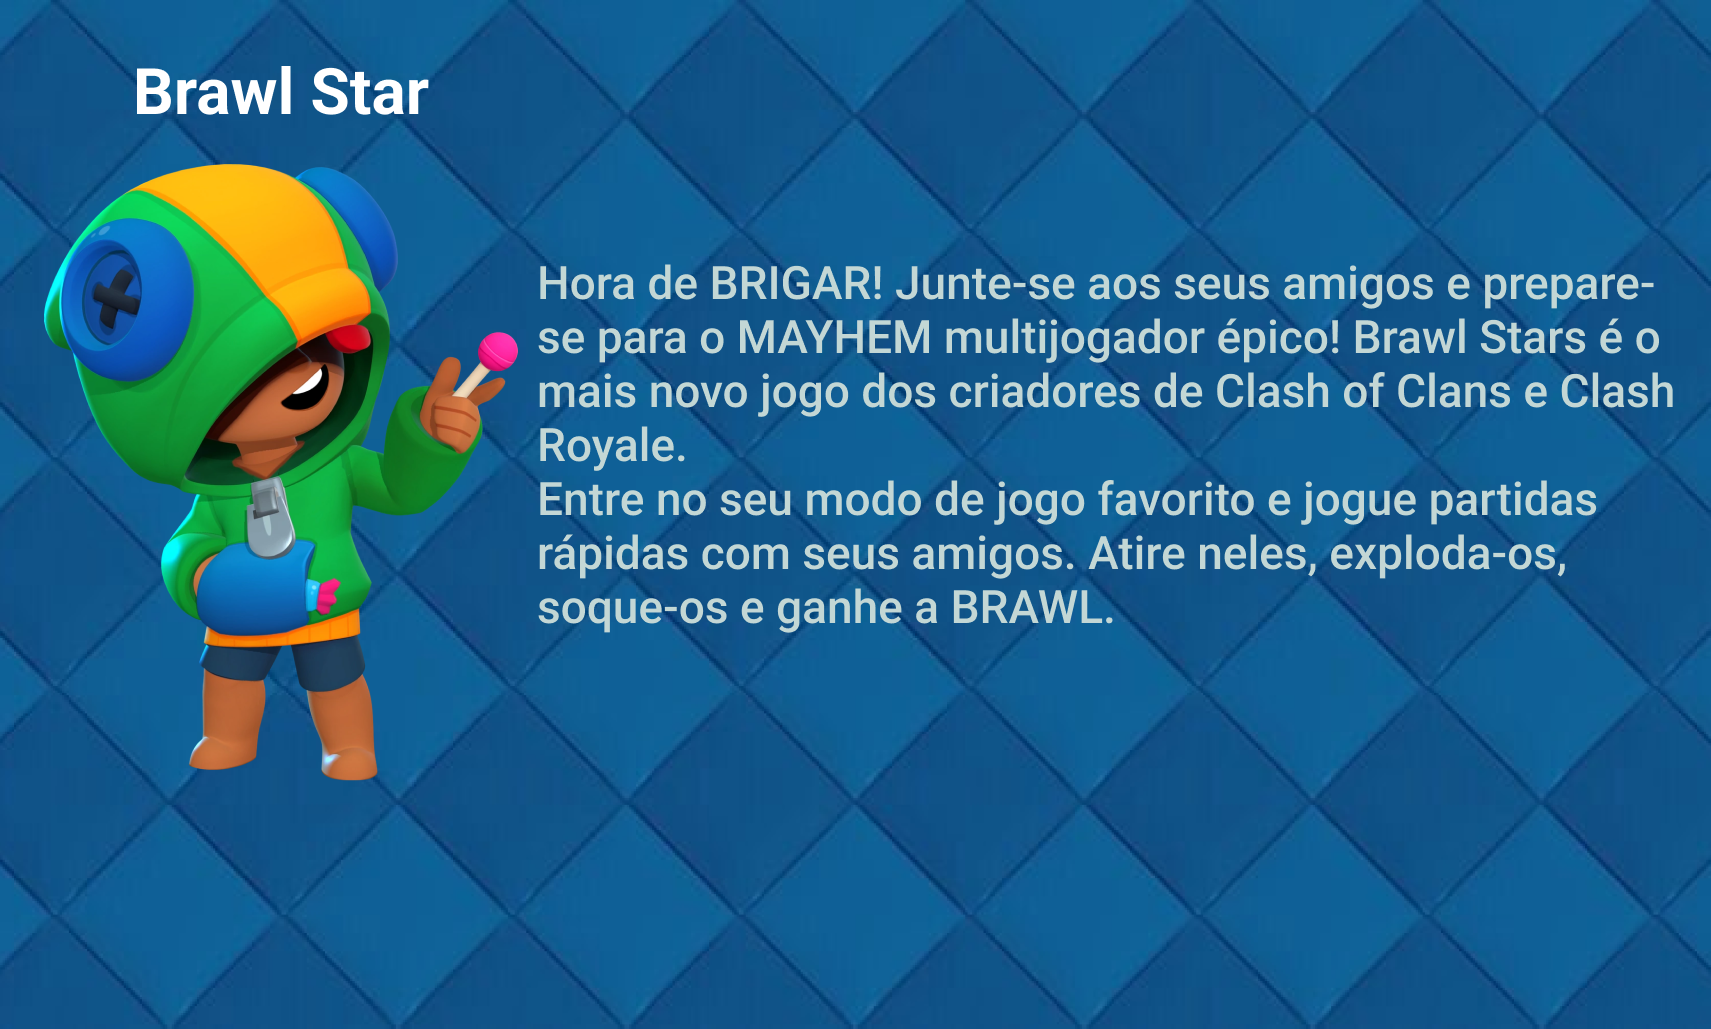 Brawl Star
Hora de BRIGAR! Junte-se aos seus amigos e prepare-
se para o MAYHEM multijogador épico! Brawl Stars é o
mais novo jogo dos criadores de Clash of Clans e Clash
Royale.
Entre no seu modo de jogo favorito e jogue partidas
rápidas com seus amigos. Atire neles, exploda-os,
soque-os e ganhe a BRAWL.